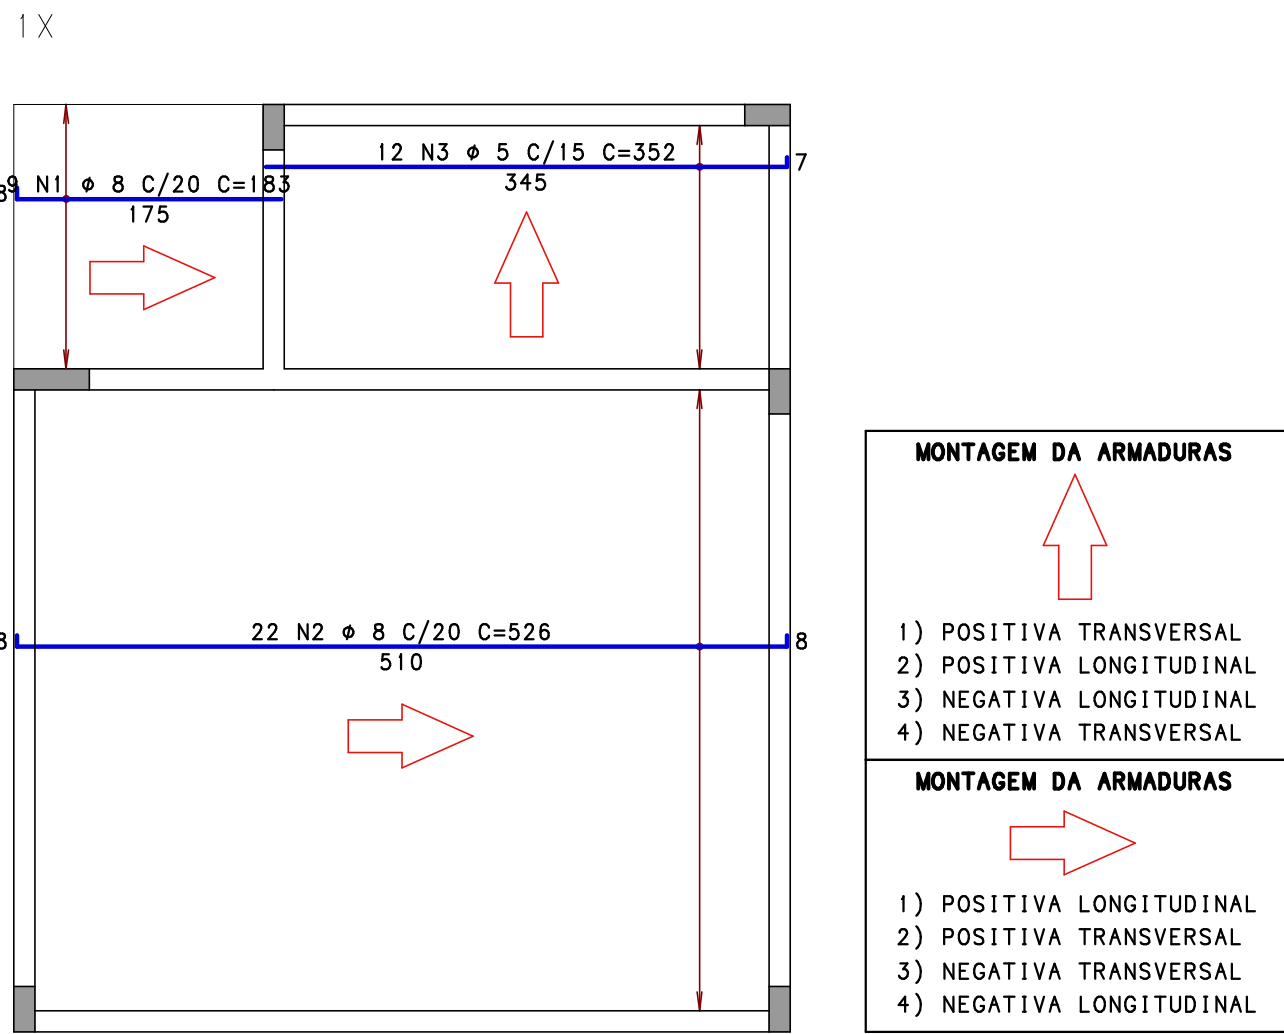 1X
12 N3 ø 5 C/15 C=352
7
345
8
9 N1 ø 8 C/20 C=183
175
22 N2 ø 8 C/20 C=526
8
8
510
MONTAGEM DA ARMADURAS
1) POSITIVA TRANSVERSAL
2) POSITIVA LONGITUDINAL
3) NEGATIVA LONGITUDINAL
4) NEGATIVA TRANSVERSAL
MONTAGEM DA ARMADURAS
1) POSITIVA LONGITUDINAL
2) POSITIVA TRANSVERSAL
3) NEGATIVA TRANSVERSAL
4) NEGATIVA LONGITUDINAL